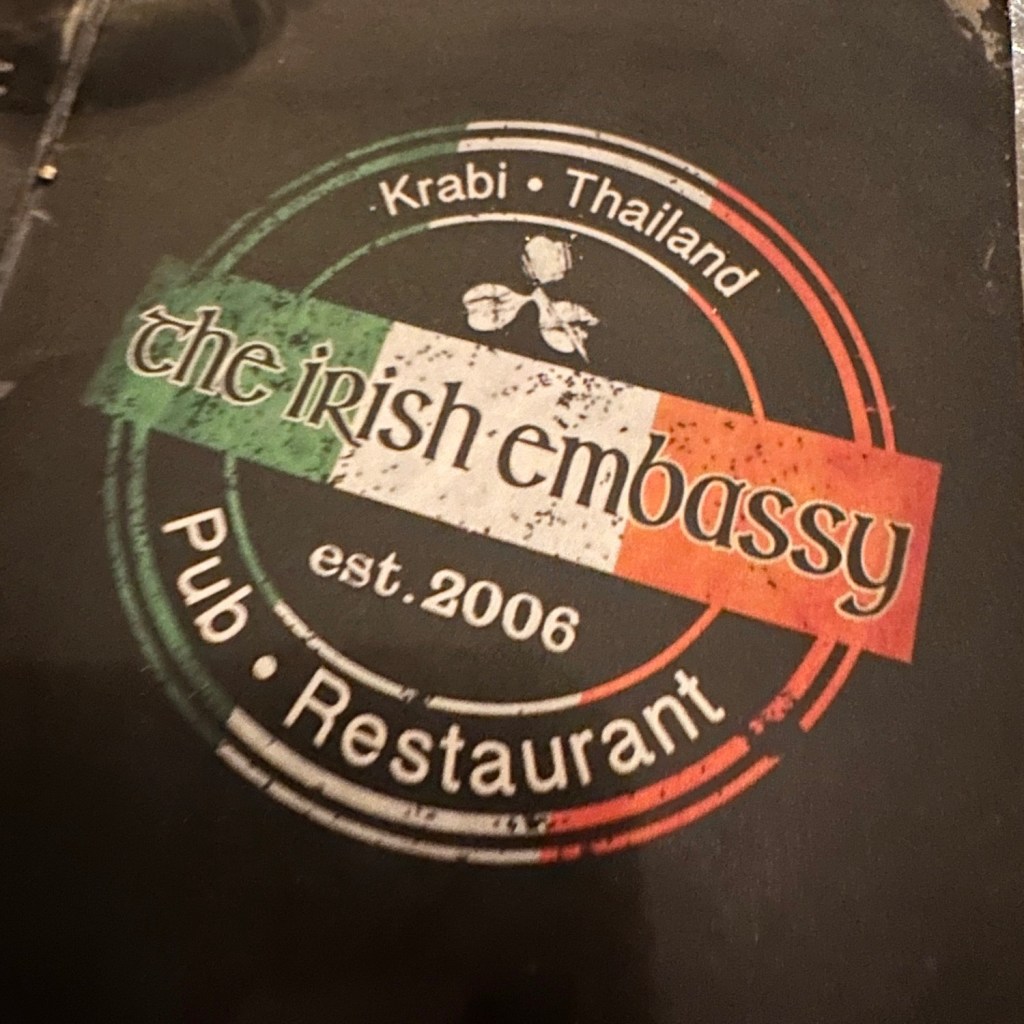 Krabi • Thailand
The Irish Embassy
est. 2006
Pub • Restaurant